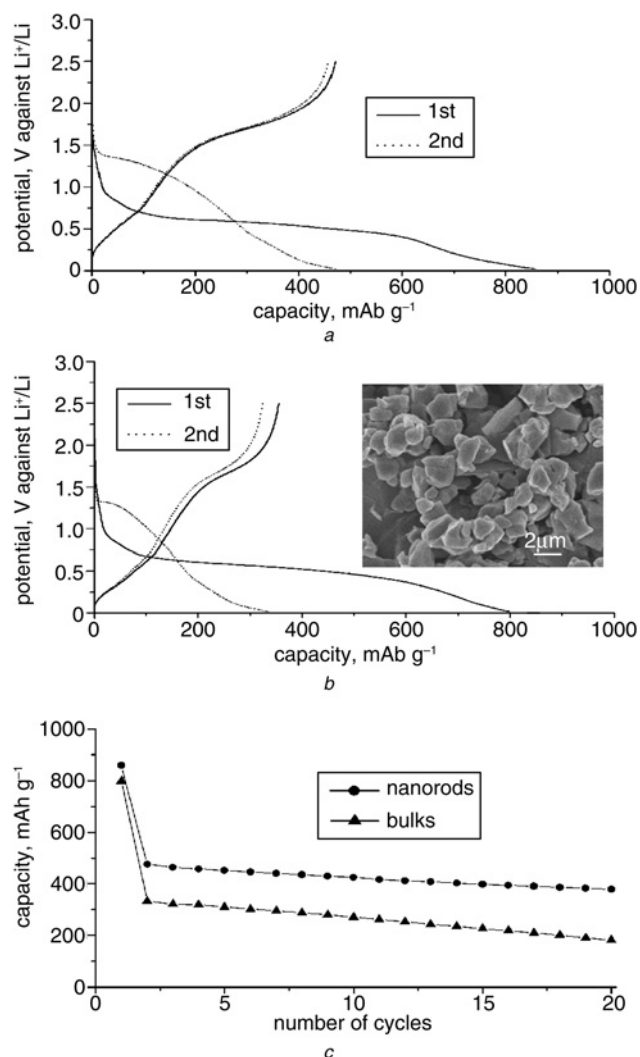 3.0
2.5
2.0
1.5
1.0
0.5
0
potential, V against Li⁺/Li
1st
2nd
0 200 400 600 800 1000
capacity, mAb g⁻¹
a
3.0
2.5
2.0
1.5
1.0
0.5
0
potential, V against Li⁺/Li
1st
2nd
2μm
0 200 400 600 800 1000
capacity, mAb g⁻¹
b
1000
800
600
400
200
0
capacity, mAh g⁻¹
nanorods
bulks
0 5 10 15 20
number of cycles
c